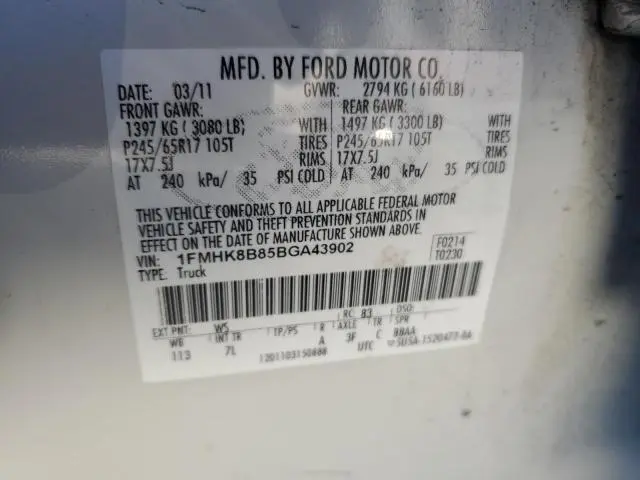 MFD. BY FORD MOTOR CO.
DATE: 03/11 GVWR: 2794 KG ( 6160 LB)
FRONT GAWR: REAR GAWR:
1397 KG ( 3080 LB) WITH 1497 KG ( 3300 LB) WITH
P245/65R17 105T TIRES P245/65R17 105T TIRES
17X7.5J RIMS 17X7.5J RIMS
AT 240 kPa/ 35 PSI COLD AT 240 kPa/ 35 PSI COLD
THIS VEHICLE CONFORMS TO ALL APPLICABLE FEDERAL MOTOR
VEHICLE SAFETY AND THEFT PREVENTION STANDARDS IN
EFFECT ON THE DATE OF MANUFACTURE SHOWN ABOVE.
VIN: 1FMHK8B85BGA43902 F0214
TYPE: Truck T0230
EXT PNT: WS RC: 83 DSO:
WB INT TR TP/PS R AXLE TR SPR
113 7L A 3F C BBAA
1201103150888 UTC